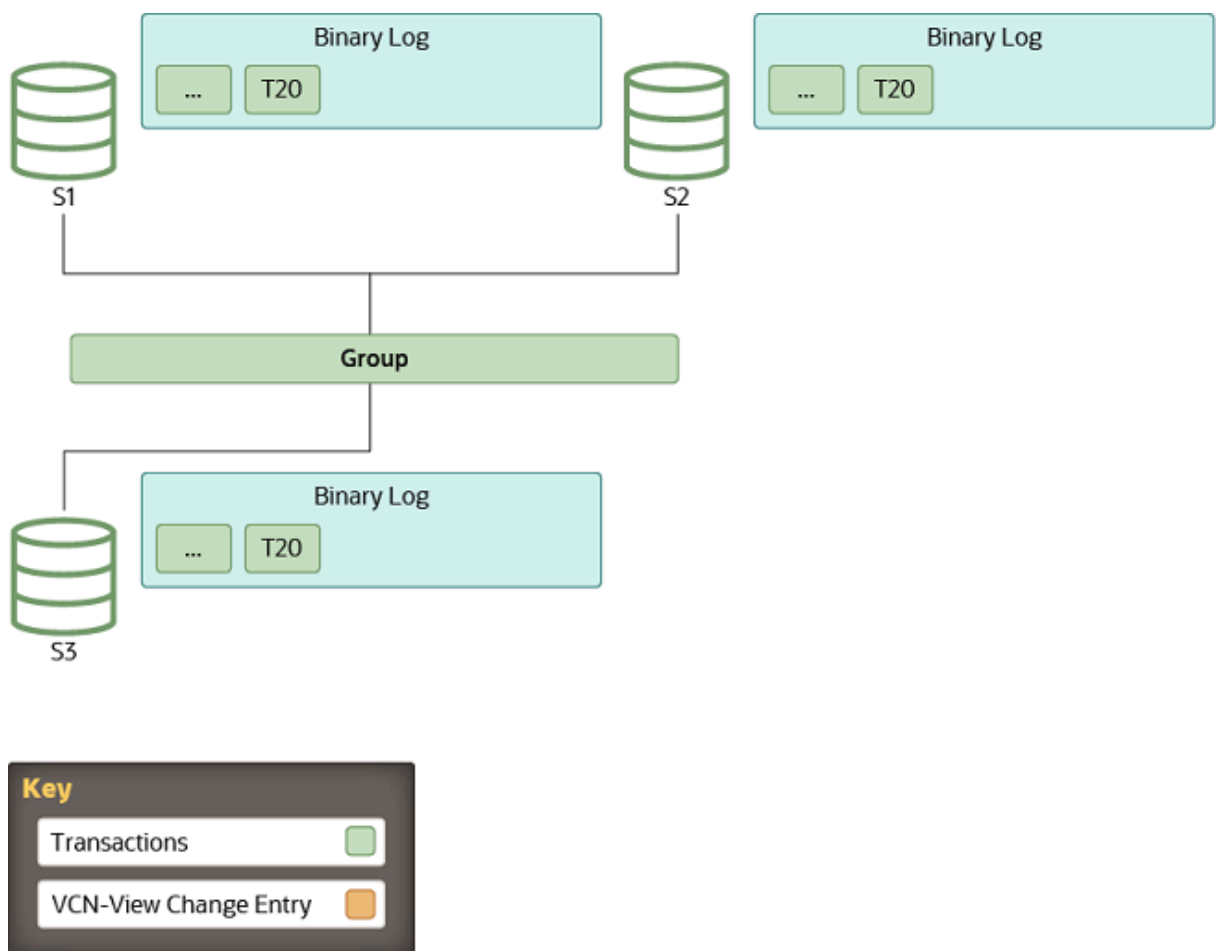 Binary Log
... T20
S1
Binary Log
... T20
S2
Group
Binary Log
... T20
S3
Key
Transactions
VCN-View Change Entry